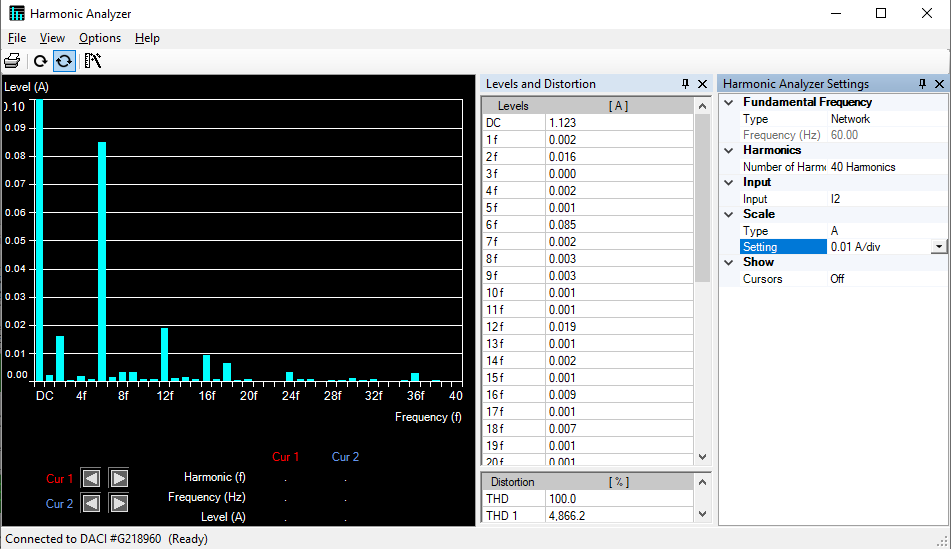 Harmonic Analyzer
File View Options Help
Level (A)
0.10
0.09
0.08
0.07
0.06
0.05
0.04
0.03
0.02
0.01
0.00
DC 4f 8f 12f 16f 20f 24f 28f 32f 36f 40
Frequency (f)
Cur 1 Cur 2
Cur 1 Harmonic (f) . .
Frequency (Hz) . .
Cur 2
Level (A) . .
Levels and Distortion
Levels [ A ]
DC 1.123
1f 0.002
2f 0.016
3f 0.000
4f 0.002
5f 0.001
6f 0.085
7f 0.002
8f 0.003
9f 0.003
10f 0.001
11f 0.001
12f 0.019
13f 0.001
14f 0.002
15f 0.001
16f 0.009
17f 0.001
18f 0.007
19f 0.001
20f 0.001
Distortion [ % ]
THD 100.0
THD 1 4,866.2
Harmonic Analyzer Settings
Fundamental Frequency
Type Network
Frequency (Hz) 60.00
Harmonics
Number of Harmo 40 Harmonics
Input
Input I2
Scale
Type A
Setting 0.01 A/div
Show
Cursors Off
Connected to DACI #G218960 (Ready)